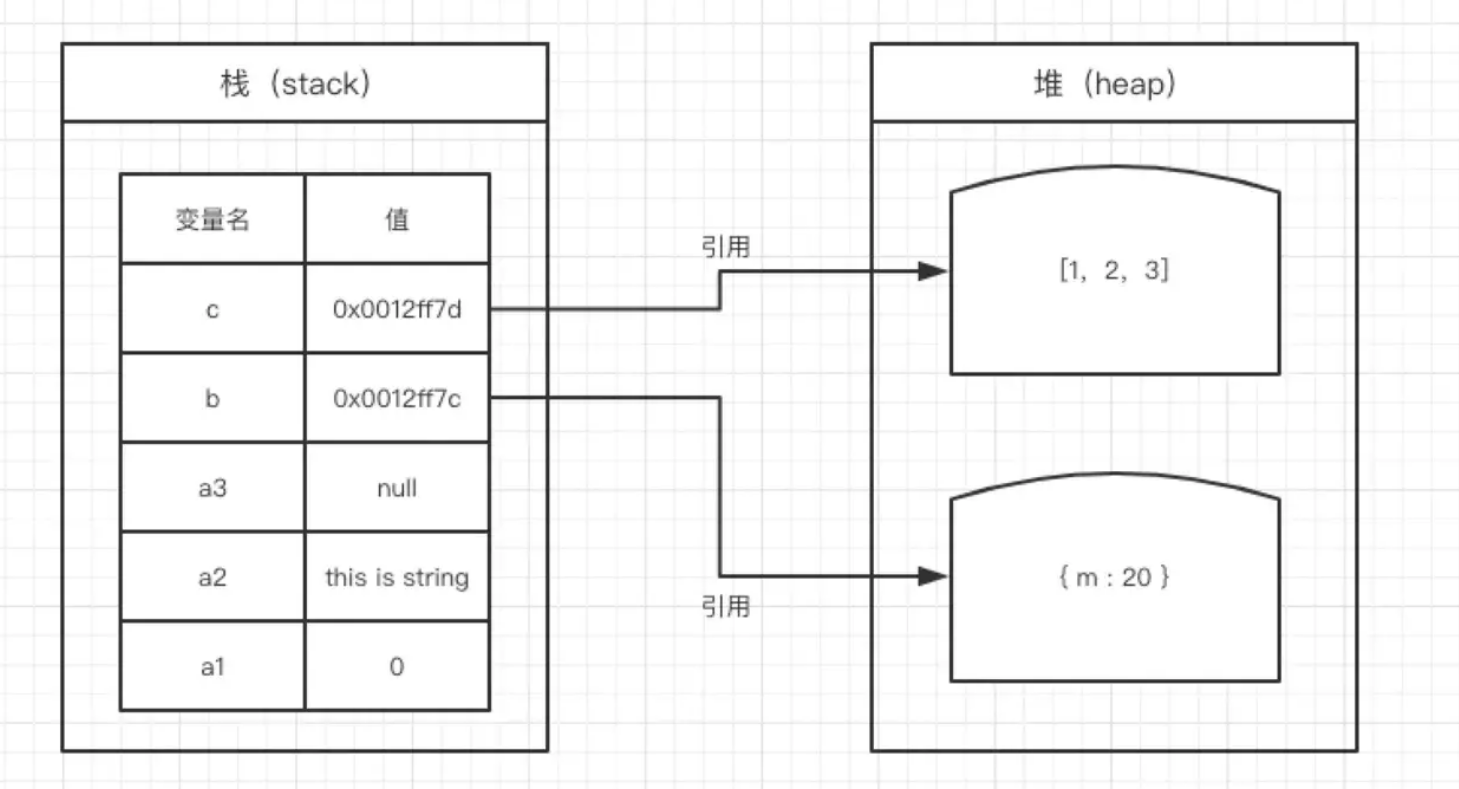 栈（stack）
变量名 值
c 0x0012ff7d
b 0x0012ff7c
a3 null
a2 this is string
a1 0
引用
引用
堆（heap）
[1, 2, 3]
{ m : 20 }